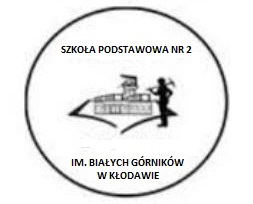 SZKOŁA PODSTAWOWA NR 2
IM. BIAŁYCH GÓRNIKÓW
W KŁODAWIE